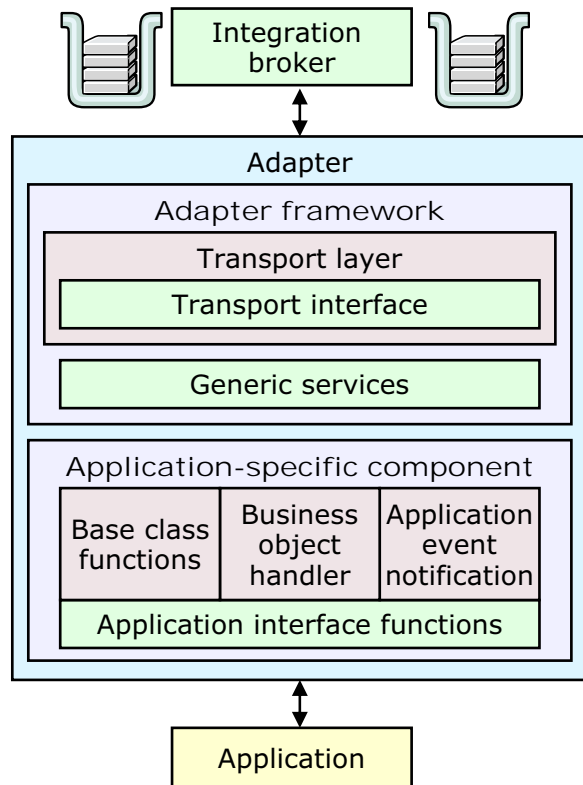 Integration
broker
Adapter
Adapter framework
Transport layer
Transport interface
Generic services
Application-specific component
Base class
functions
Business
object
handler
Application
event
notification
Application interface functions
Application